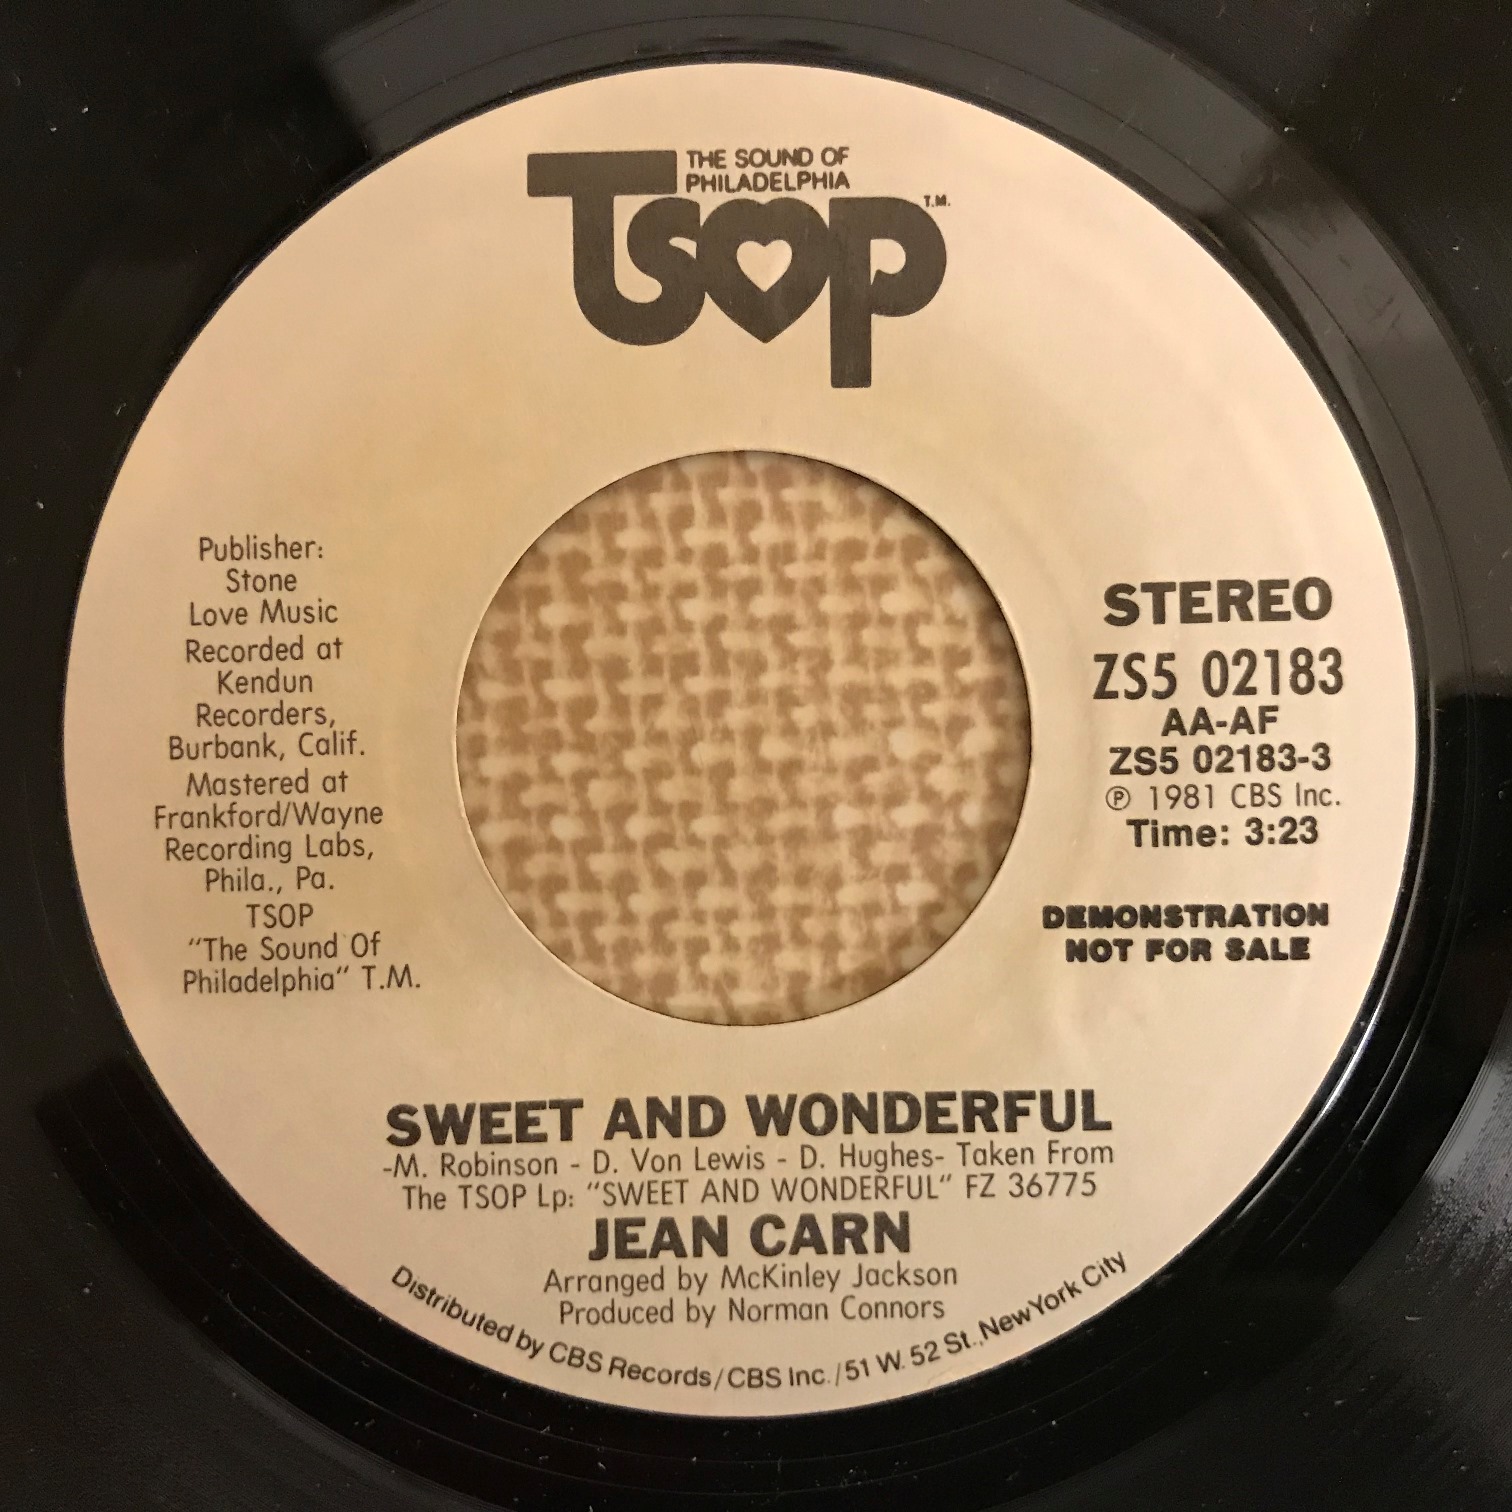 THE SOUND OF
PHILADELPHIA
TSOP T.M.
Publisher:
Stone
Love Music
Recorded at
Kendun
Recorders,
Burbank, Calif.
Mastered at
Frankford/Wayne
Recording Labs,
Phila., Pa.
TSOP
"The Sound Of
Philadelphia" T.M.
STEREO
ZS5 02183
AA-AF
ZS5 02183-3
℗ 1981 CBS Inc.
Time: 3:23
DEMONSTRATION
NOT FOR SALE
SWEET AND WONDERFUL
-M. Robinson - D. Von Lewis - D. Hughes- Taken From
The TSOP Lp: "SWEET AND WONDERFUL" FZ 36775
JEAN CARN
Arranged by McKinley Jackson
Produced by Norman Connors
Distributed by CBS Records/CBS Inc./51 W. 52 St., New York City